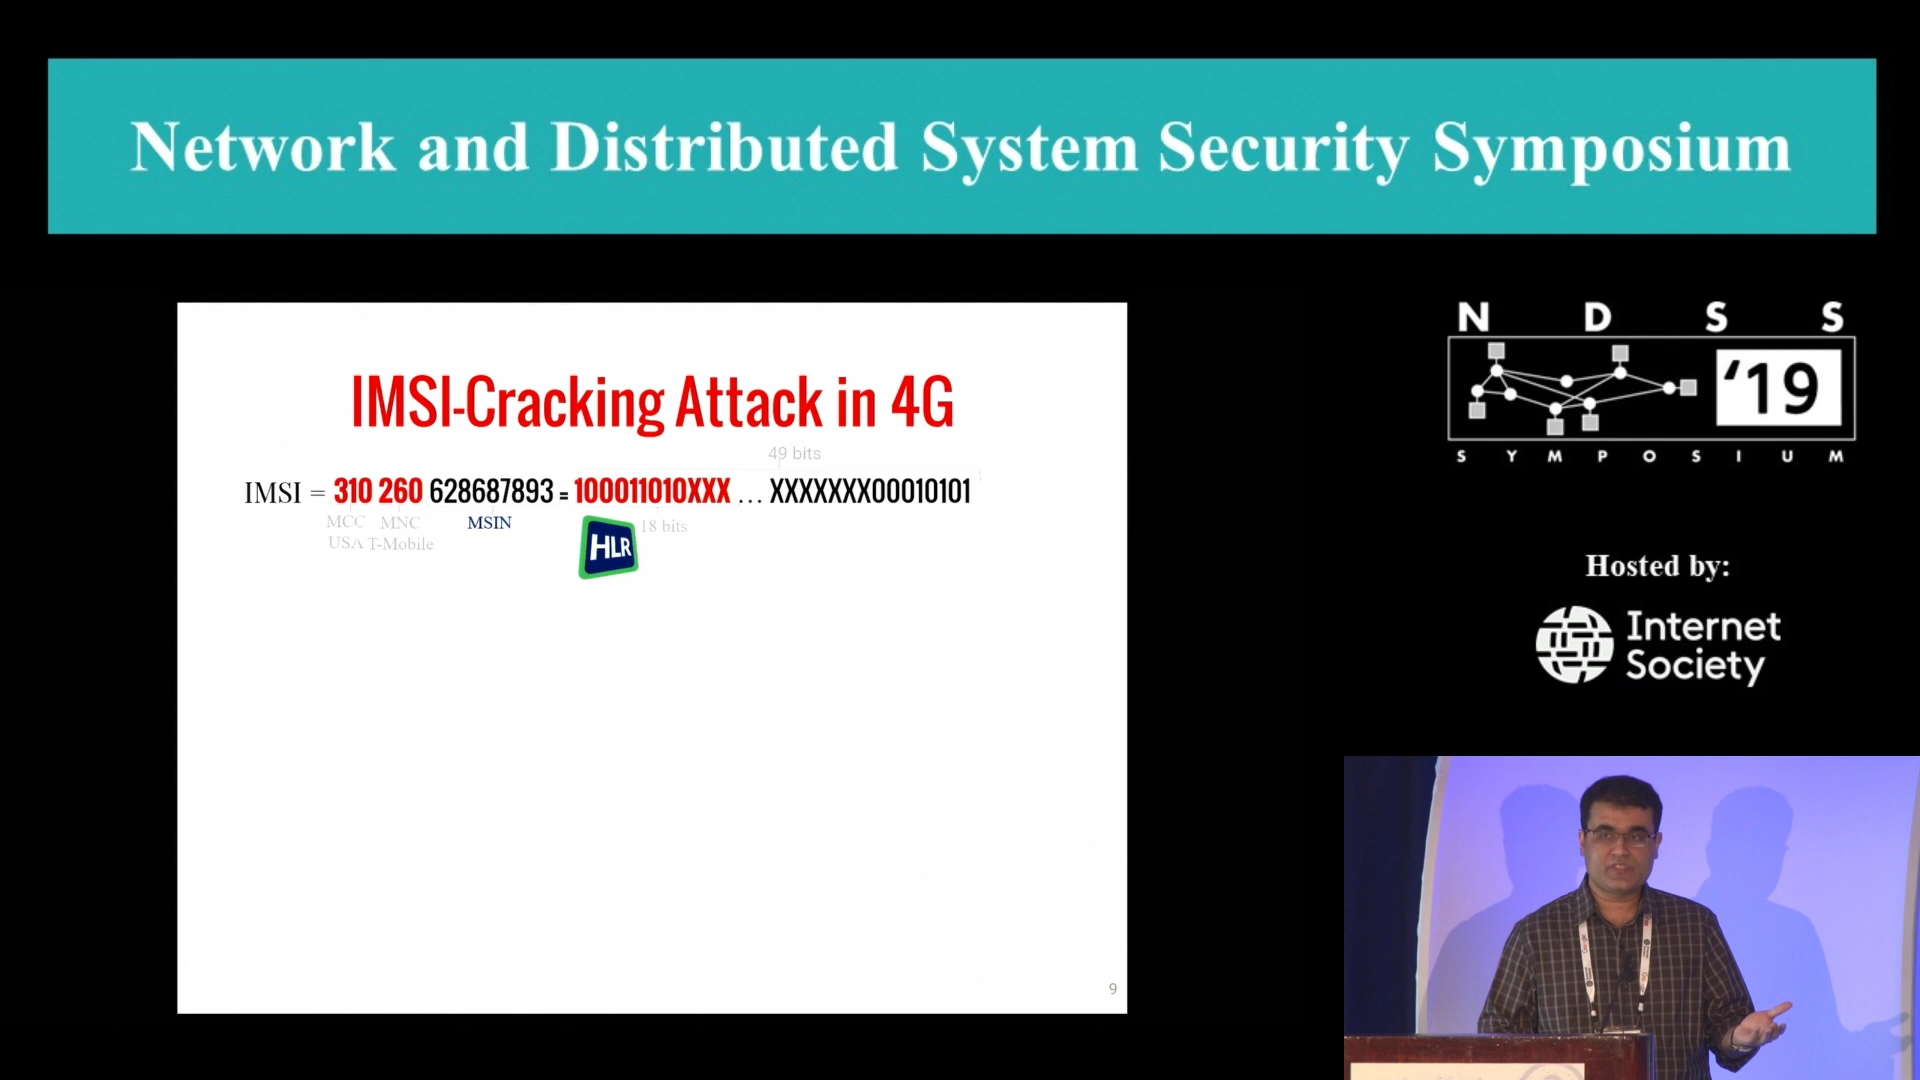 Network and Distributed System Security Symposium
N D S S
'19
S Y M P O S I U M
IMSI-Cracking Attack in 4G
49 bits
IMSI = 310 260 628687893 = 100011010XXX ... XXXXXXX00010101
MCC MNC MSIN 18 bits
USA T-Mobile
HLR
9
Hosted by:
Internet
Society